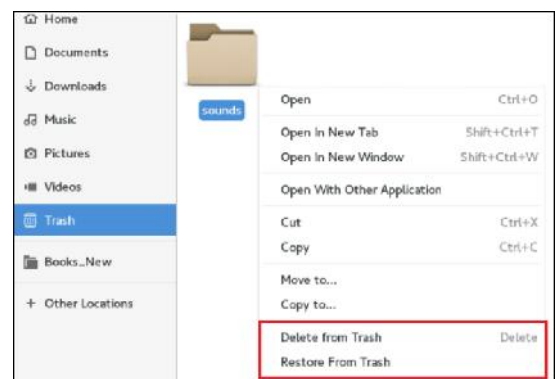 Home
Documents
Downloads
Music
Pictures
Videos
Trash
Books_New
+ Other Locations
sounds
Open Ctrl+O
Open In New Tab Shift+Ctrl+T
Open In New Window Shift+Ctrl+W
Open With Other Application
Cut Ctrl+X
Copy Ctrl+C
Move to...
Copy to...
Delete from Trash Delete
Restore From Trash